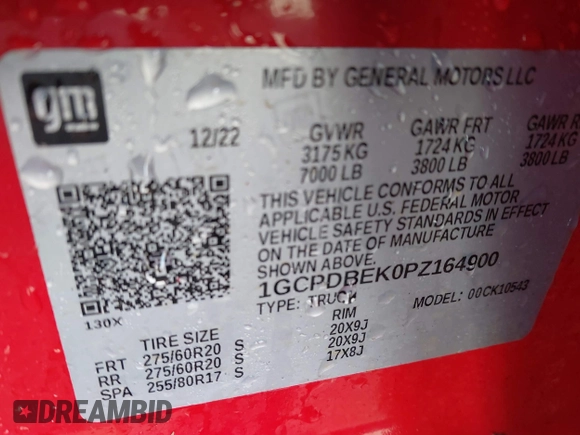 gm
MFD BY GENERAL MOTORS LLC
12/22 GVWR GAWR FRT GAWR R
3175 KG 1724 KG 1724 KG
7000 LB 3800 LB 3800 LB
THIS VEHICLE CONFORMS TO ALL
APPLICABLE U.S. FEDERAL MOTOR
VEHICLE SAFETY STANDARDS IN EFFECT
ON THE DATE OF MANUFACTURE
SHOWN ABOVE.
1GCPDBEK0PZ164900
TYPE: TRUCK MODEL: 00CK10543
130X
TIRE SIZE RIM
FRT 275/60R20 S 20X9J
RR 275/60R20 S 20X9J
SPA 255/80R17 S 17X8J
DREAMBID